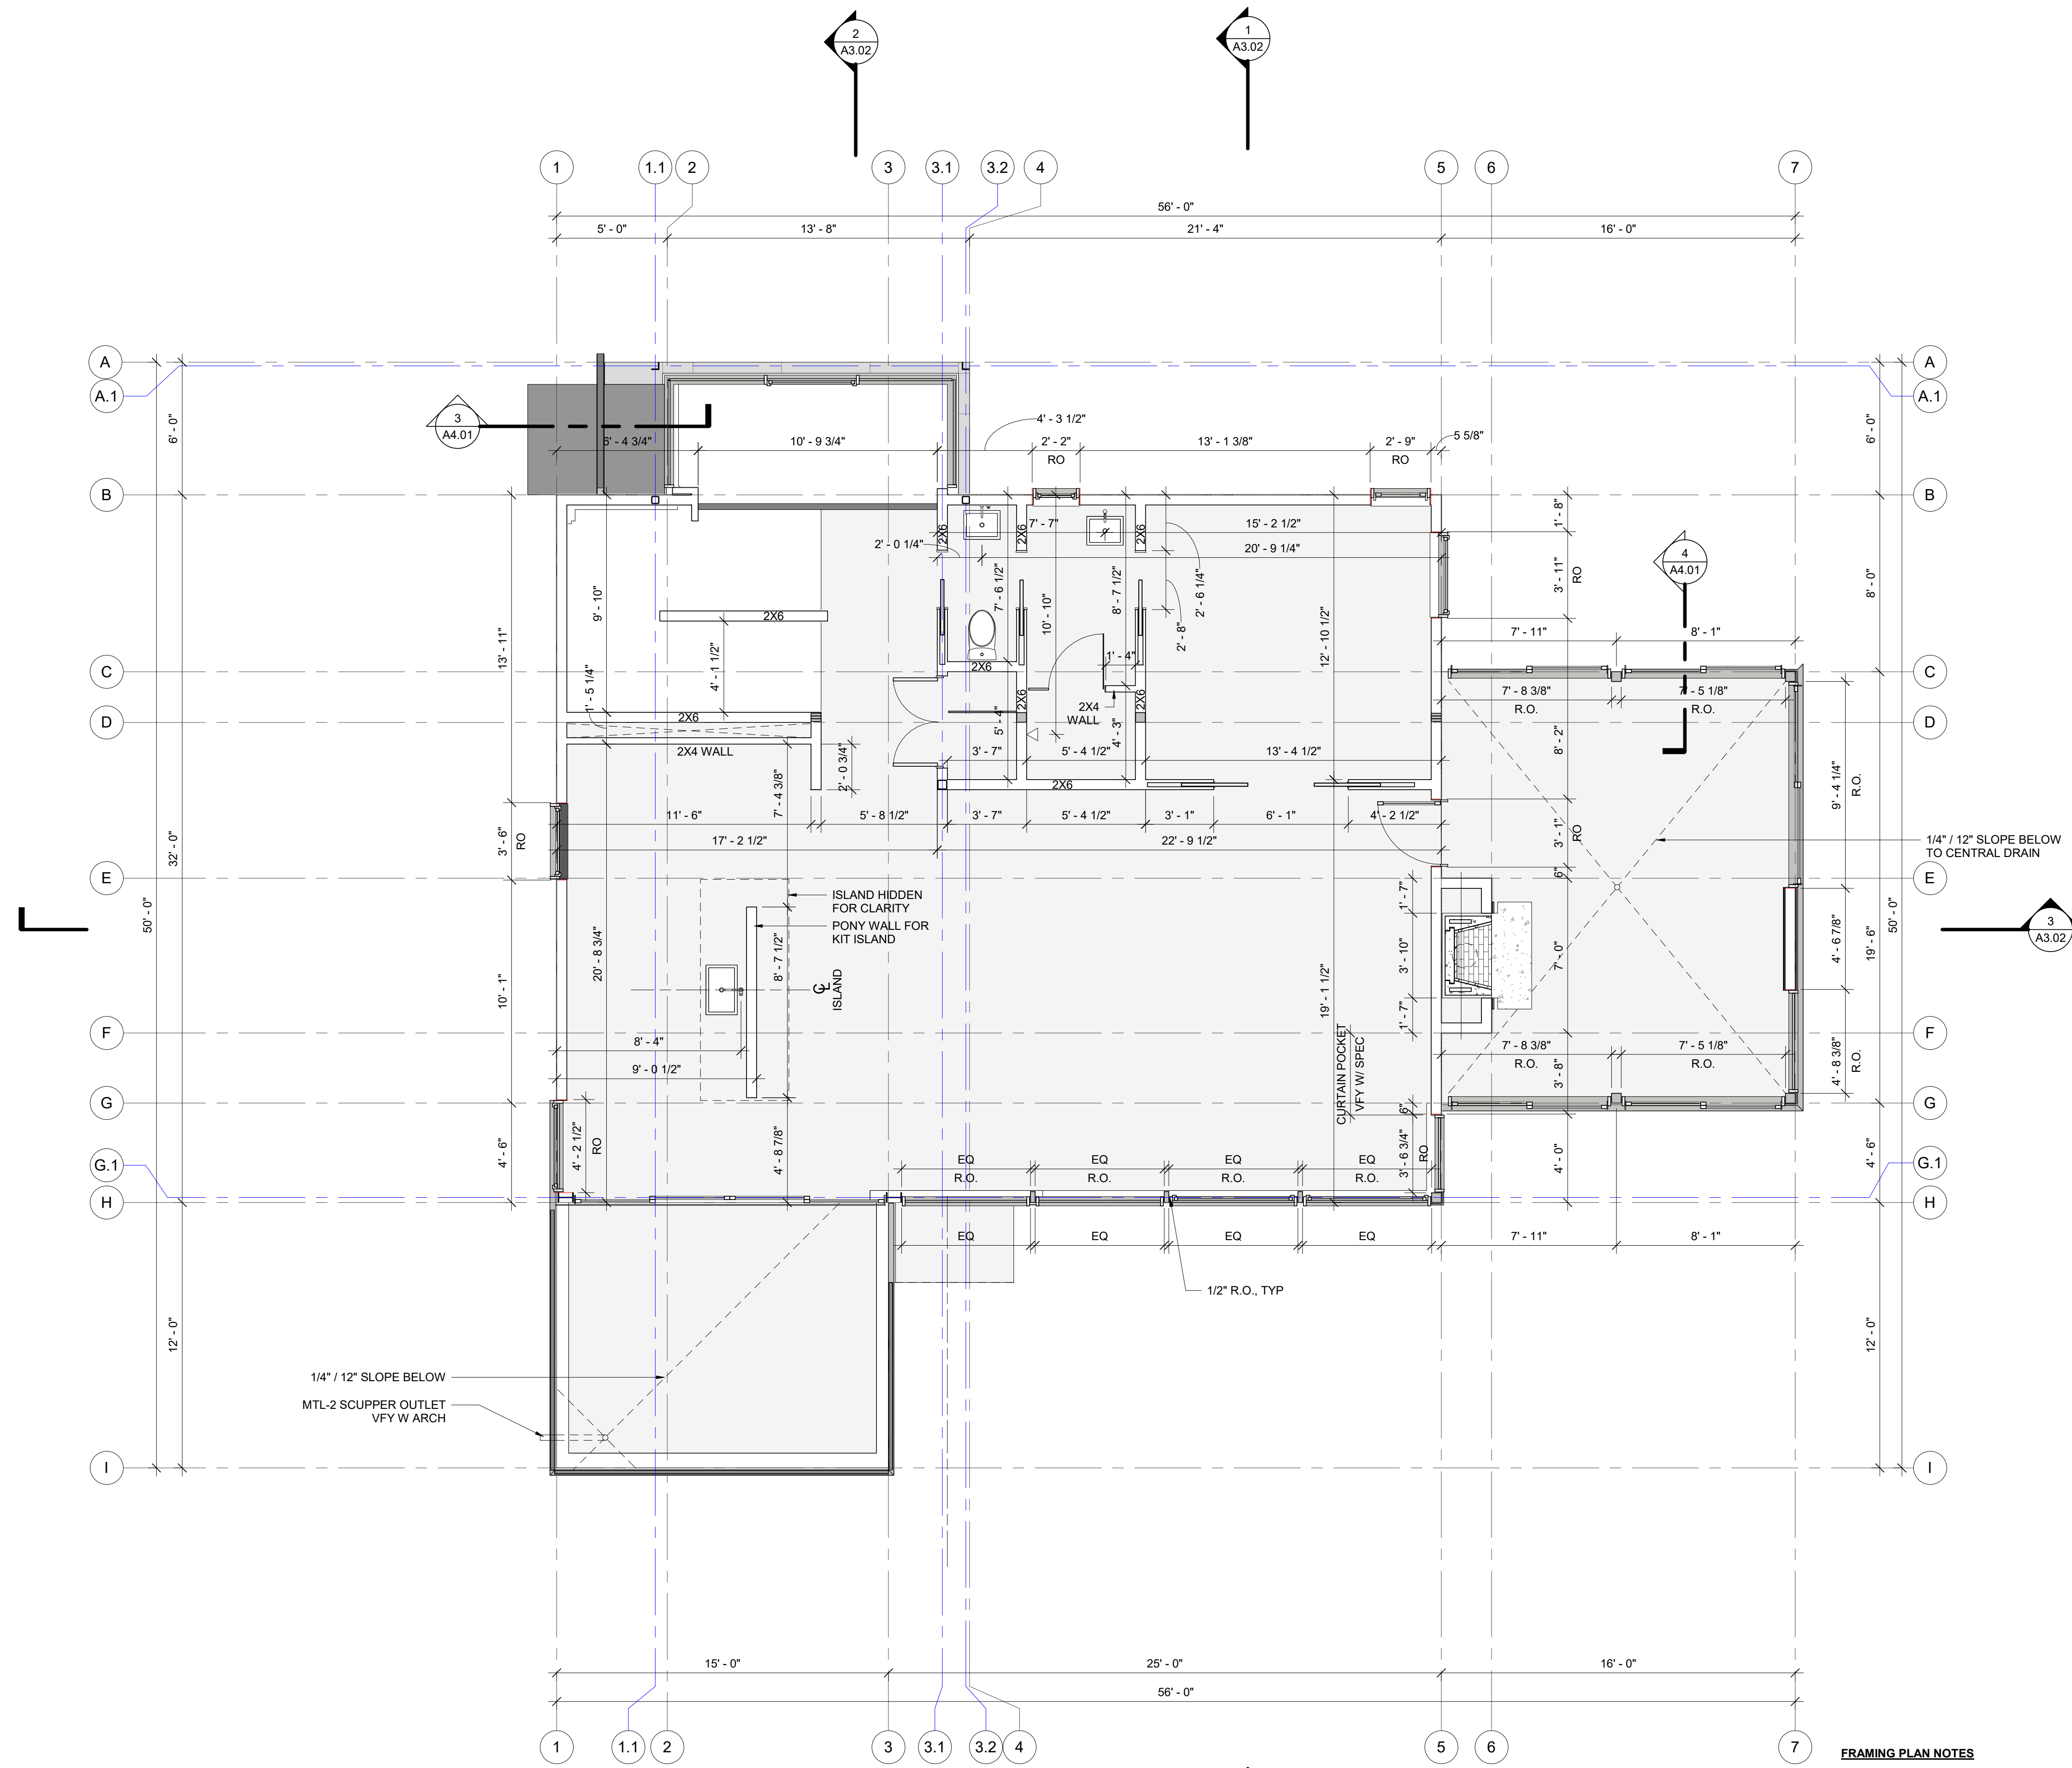 2
A3.02
1
A3.02
1
1.1
2
3
3.1
3.2
4
5
6
7
56' - 0"
5' - 0"
13' - 8"
21' - 4"
16' - 0"
A
A
A.1
A.1
6' - 0"
6' - 0"
3
A4.01
6' - 4 3/4"
10' - 9 3/4"
4' - 3 1/2"
2' - 2"
RO
13' - 1 3/8"
2' - 9"
RO
5 5/8"
B
B
2X6
7' - 7"
2X6
2X6
15' - 2 1/2"
2' - 0 1/4"
20' - 9 1/4"
1' - 8"
3' - 11"
RO
4
A4.01
8' - 0"
9' - 10"
13' - 11"
2X6
4' - 1 1/2"
7' - 6 1/2"
10' - 10"
8' - 7 1/2"
2' - 6 1/4"
2' - 8"
12' - 10 1/2"
7' - 11"
8' - 1"
C
C
2X6
1' - 4"
1' - 5 1/4"
2X6
2X6
2X6
2X4
WALL
7' - 8 3/8"
R.O.
7' - 5 1/8"
R.O.
D
D
2X4 WALL
5' - 4"
4' - 3"
3' - 7"
5' - 4 1/2"
13' - 4 1/2"
8' - 2"
9' - 4 1/4"
R.O.
7' - 4 3/8"
2' - 0 3/4"
2X6
11' - 6"
5' - 8 1/2"
3' - 7"
5' - 4 1/2"
3' - 1"
6' - 1"
4' - 2 1/2"
17' - 2 1/2"
22' - 9 1/2"
3' - 6"
RO
32' - 0"
3' - 1"
RO
6"
1/4" / 12" SLOPE BELOW
TO CENTRAL DRAIN
E
E
50' - 0"
50' - 0"
ISLAND HIDDEN
FOR CLARITY
PONY WALL FOR
KIT ISLAND
1' - 7"
3' - 10"
1' - 7"
7' - 0"
4' - 6 7/8"
19' - 6"
3
A3.02
20' - 8 3/4"
8' - 7 1/2"
CL
ISLAND
10' - 1"
19' - 1 1/2"
F
F
8' - 4"
9' - 0 1/2"
CURTAIN POCKET
VFY W/ SPEC
7' - 8 3/8"
R.O.
7' - 5 1/8"
R.O.
3' - 8"
4' - 8 3/8"
R.O.
G
G
6"
4' - 6"
4' - 2 1/2"
RO
4' - 8 7/8"
EQ
R.O.
EQ
R.O.
EQ
R.O.
EQ
R.O.
3' - 6 3/4"
RO
4' - 0"
4' - 6"
G.1
G.1
H
H
EQ
EQ
EQ
EQ
7' - 11"
8' - 1"
1/2" R.O., TYP
12' - 0"
12' - 0"
1/4" / 12" SLOPE BELOW
MTL-2 SCUPPER OUTLET
VFY W ARCH
I
I
15' - 0"
25' - 0"
16' - 0"
56' - 0"
1
1.1
2
3
3.1
3.2
4
5
6
7
FRAMING PLAN NOTES